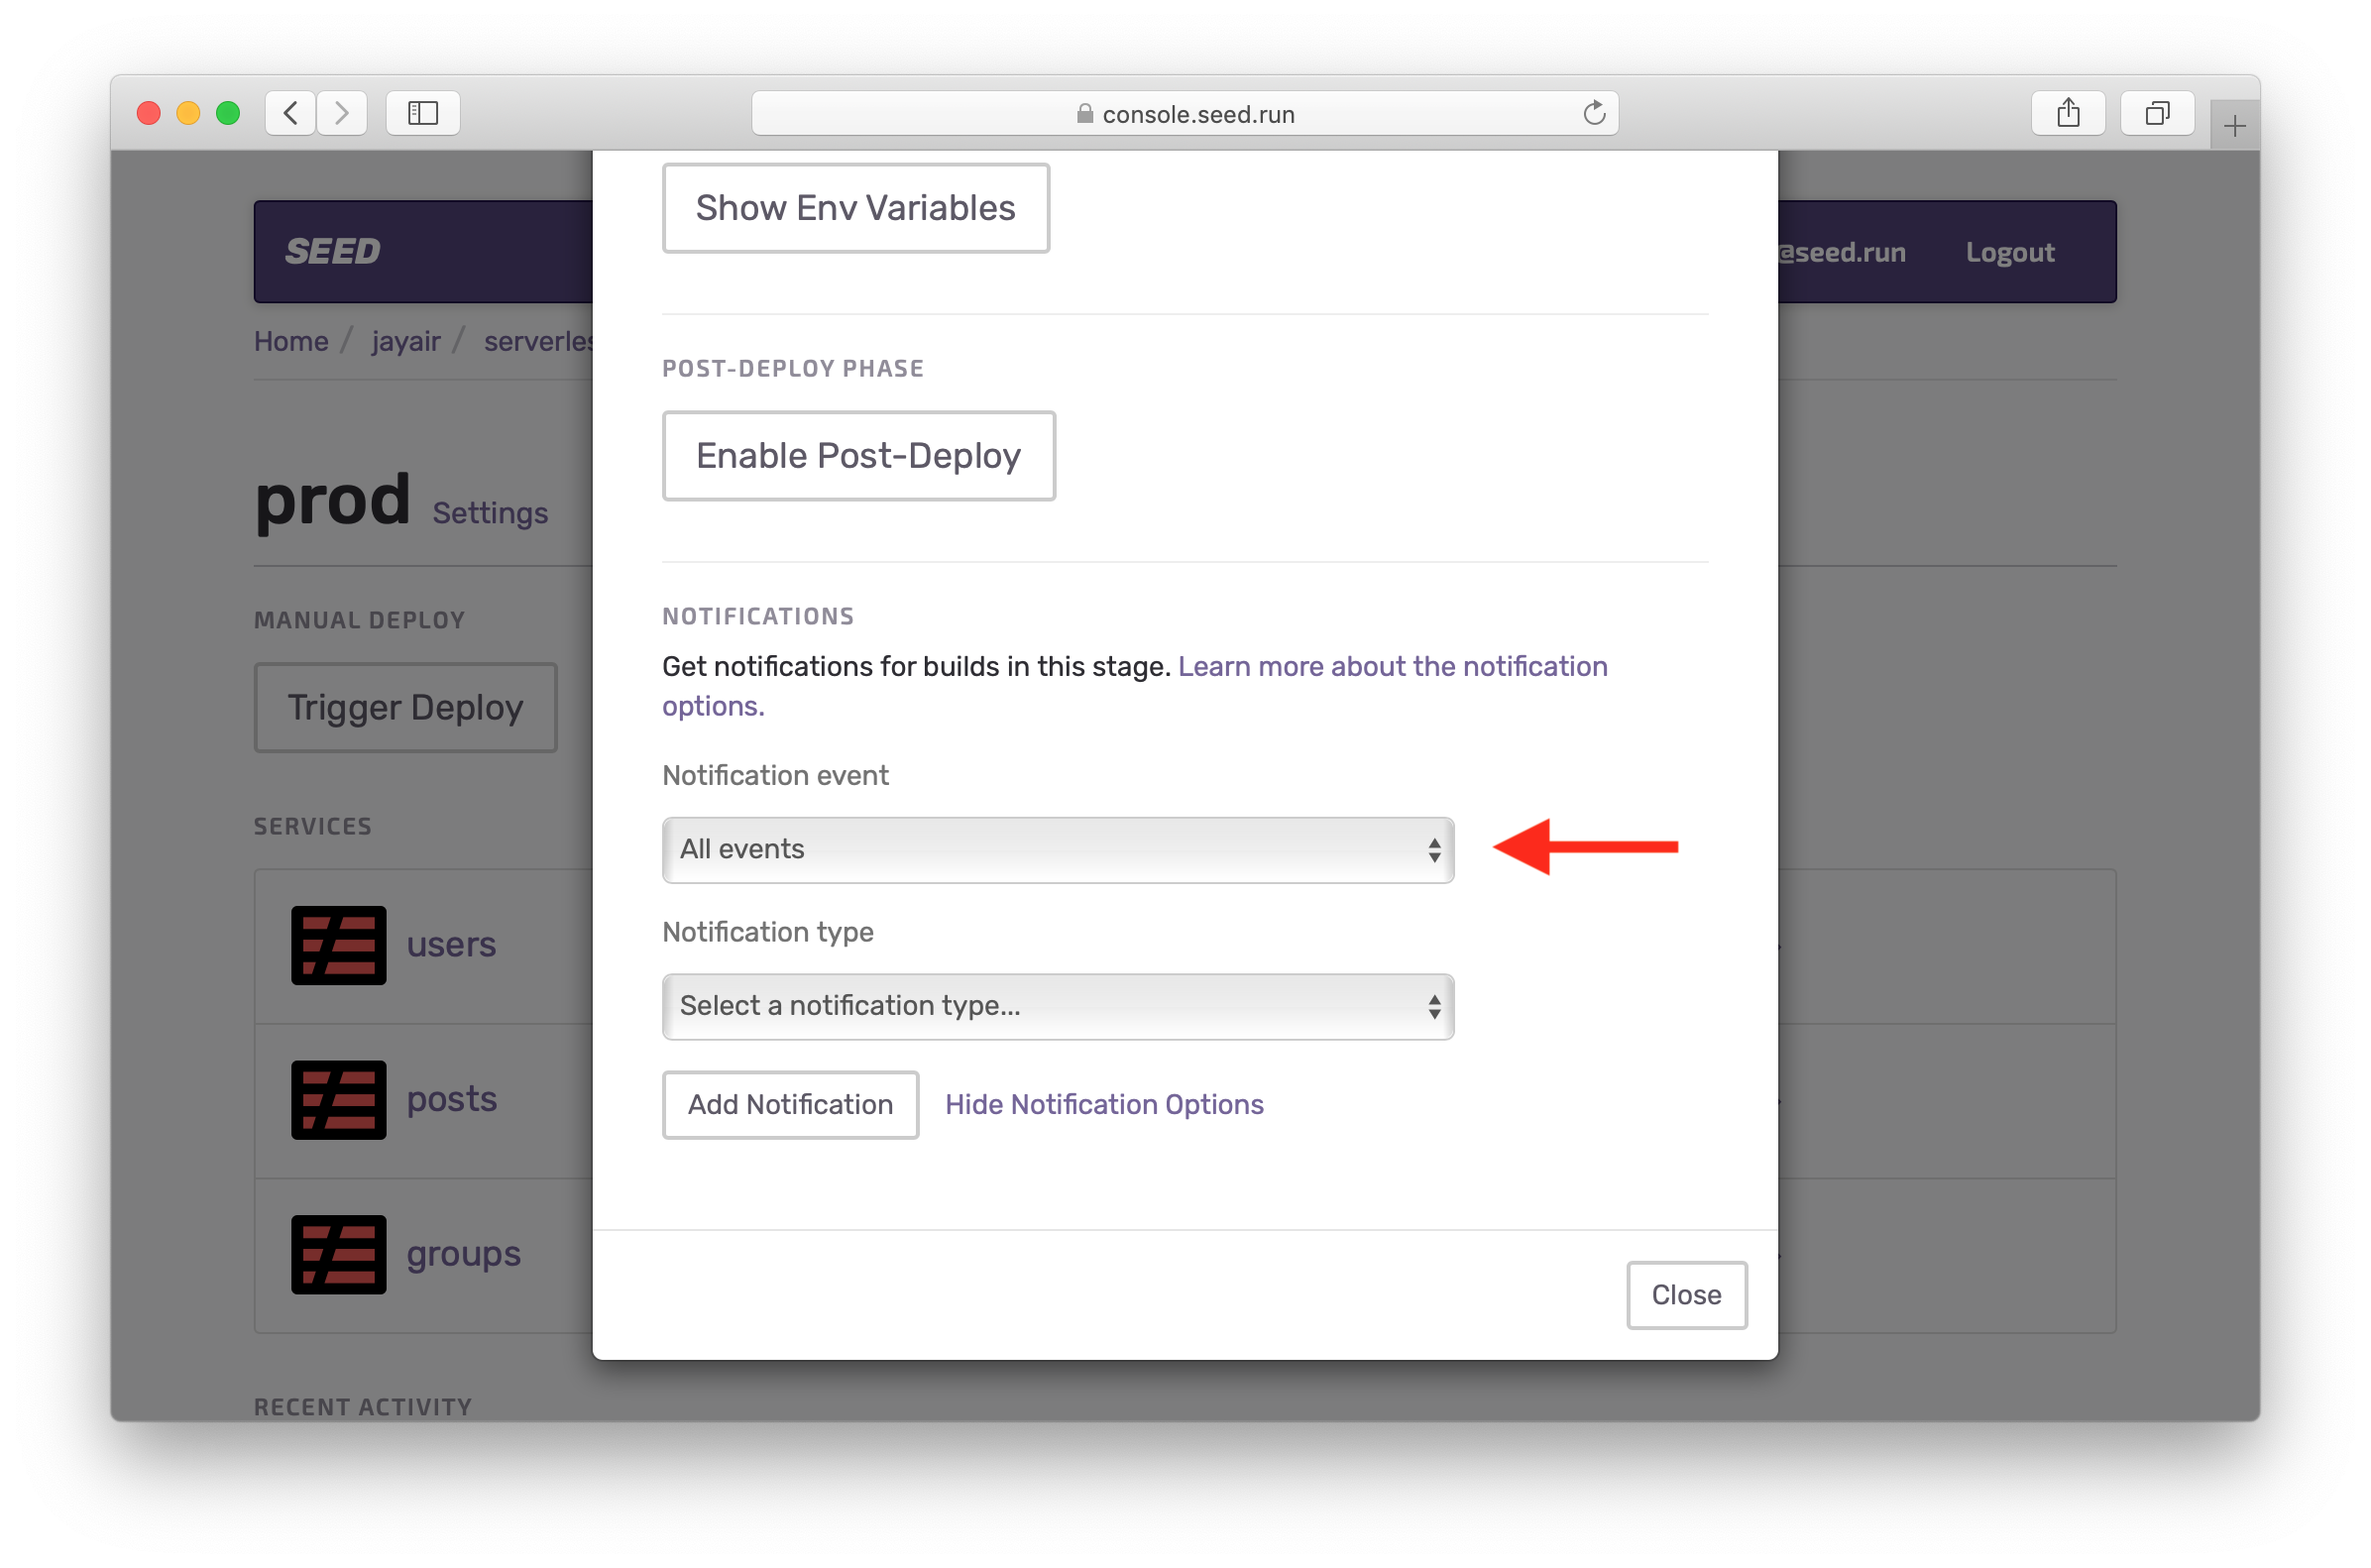 console.seed.run
Show Env Variables
SEED
@seed.run Logout
Home / jayair / serverles
POST-DEPLOY PHASE
Enable Post-Deploy
prod Settings
NOTIFICATIONS
MANUAL DEPLOY
Get notifications for builds in this stage. Learn more about the notification
options.
Trigger Deploy
Notification event
SERVICES
All events
Notification type
users
Select a notification type...
posts
Add Notification Hide Notification Options
groups
Close
RECENT ACTIVITY